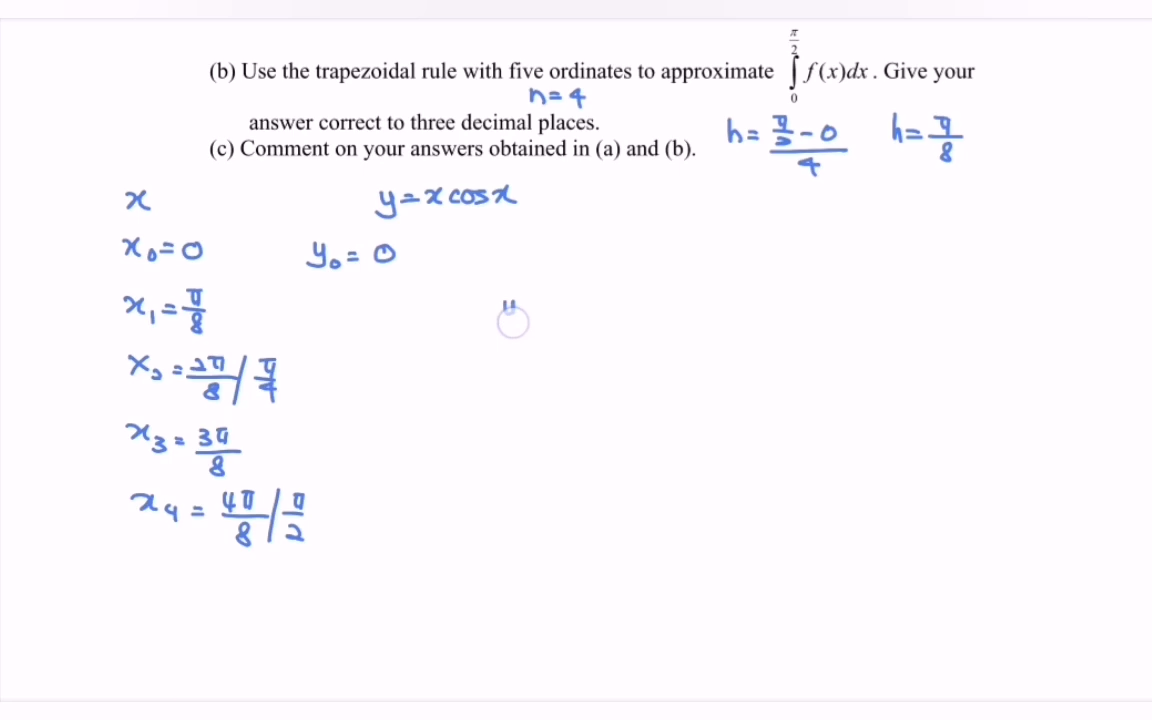 (b) Use the trapezoidal rule with five ordinates to approximate ∫₀^(π/2) f(x)dx . Give your
n = 4
answer correct to three decimal places.
h = (π/2 - 0)/4 h = π/8
(c) Comment on your answers obtained in (a) and (b).
x y = x cos x
x₀ = 0 y₀ = 0
x₁ = π/8
x₂ = 2π/8 / π/4
x₃ = 3π/8
x₄ = 4π/8 / π/2